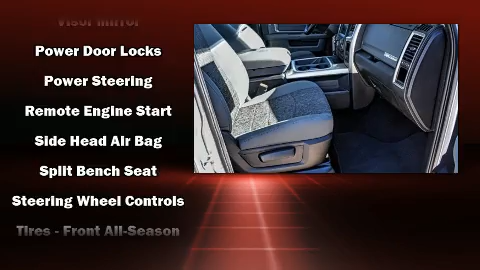 Visor Mirror
Power Door Locks
Power Steering
Remote Engine Start
Side Head Air Bag
Split Bench Seat
Steering Wheel Controls
Tires - Front All-Season